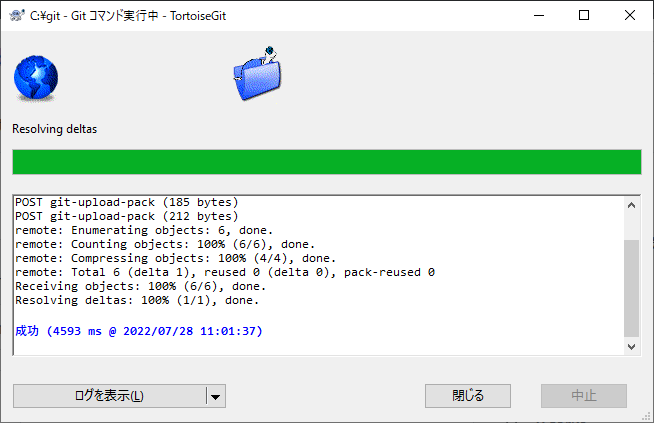 C:¥git - Git コマンド実行中 - TortoiseGit
Resolving deltas
POST git-upload-pack (185 bytes)
POST git-upload-pack (212 bytes)
remote: Enumerating objects: 6, done.
remote: Counting objects: 100% (6/6), done.
remote: Compressing objects: 100% (4/4), done.
remote: Total 6 (delta 1), reused 0 (delta 0), pack-reused 0
Receiving objects: 100% (6/6), done.
Resolving deltas: 100% (1/1), done.
成功 (4593 ms @ 2022/07/28 11:01:37)
ログを表示(L)
閉じる
中止